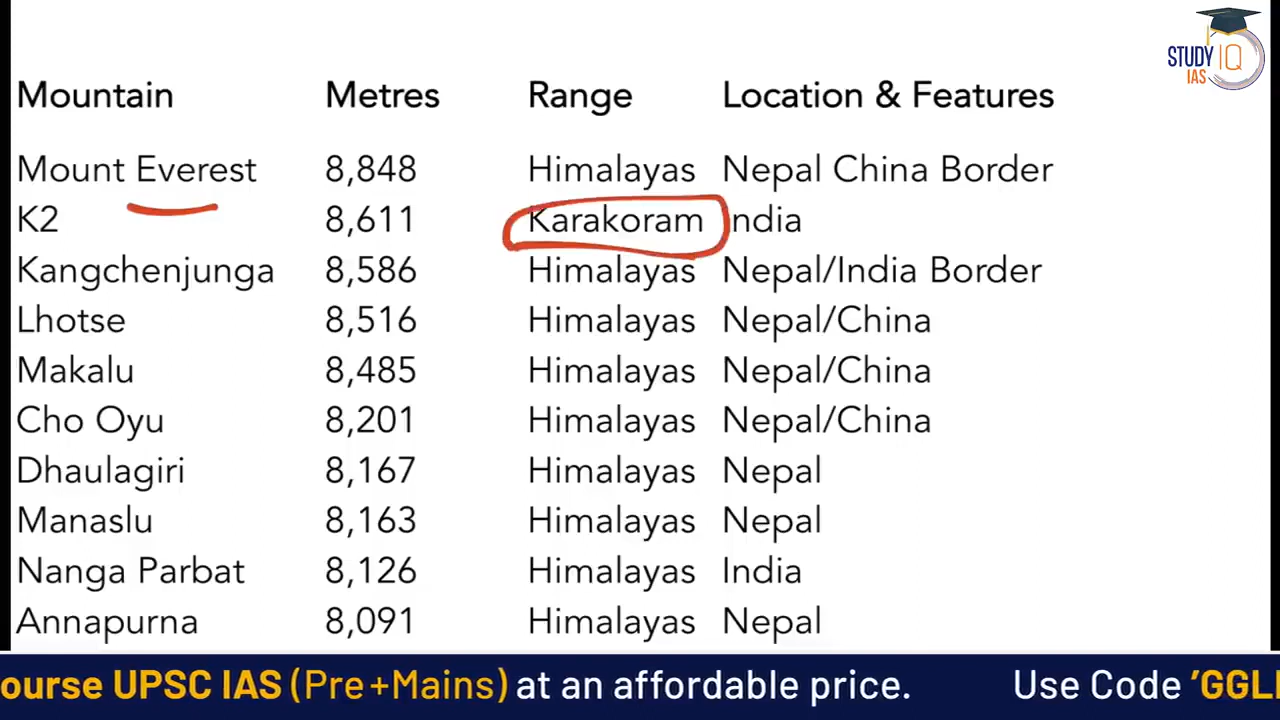 STUDY IQ
IAS
Mountain Metres Range Location & Features
Mount Everest 8,848 Himalayas Nepal China Border
K2 8,611 Karakoram India
Kangchenjunga 8,586 Himalayas Nepal/India Border
Lhotse 8,516 Himalayas Nepal/China
Makalu 8,485 Himalayas Nepal/China
Cho Oyu 8,201 Himalayas Nepal/China
Dhaulagiri 8,167 Himalayas Nepal
Manaslu 8,163 Himalayas Nepal
Nanga Parbat 8,126 Himalayas India
Annapurna 8,091 Himalayas Nepal
ourse UPSC IAS (Pre+Mains) at an affordable price. Use Code 'GGL